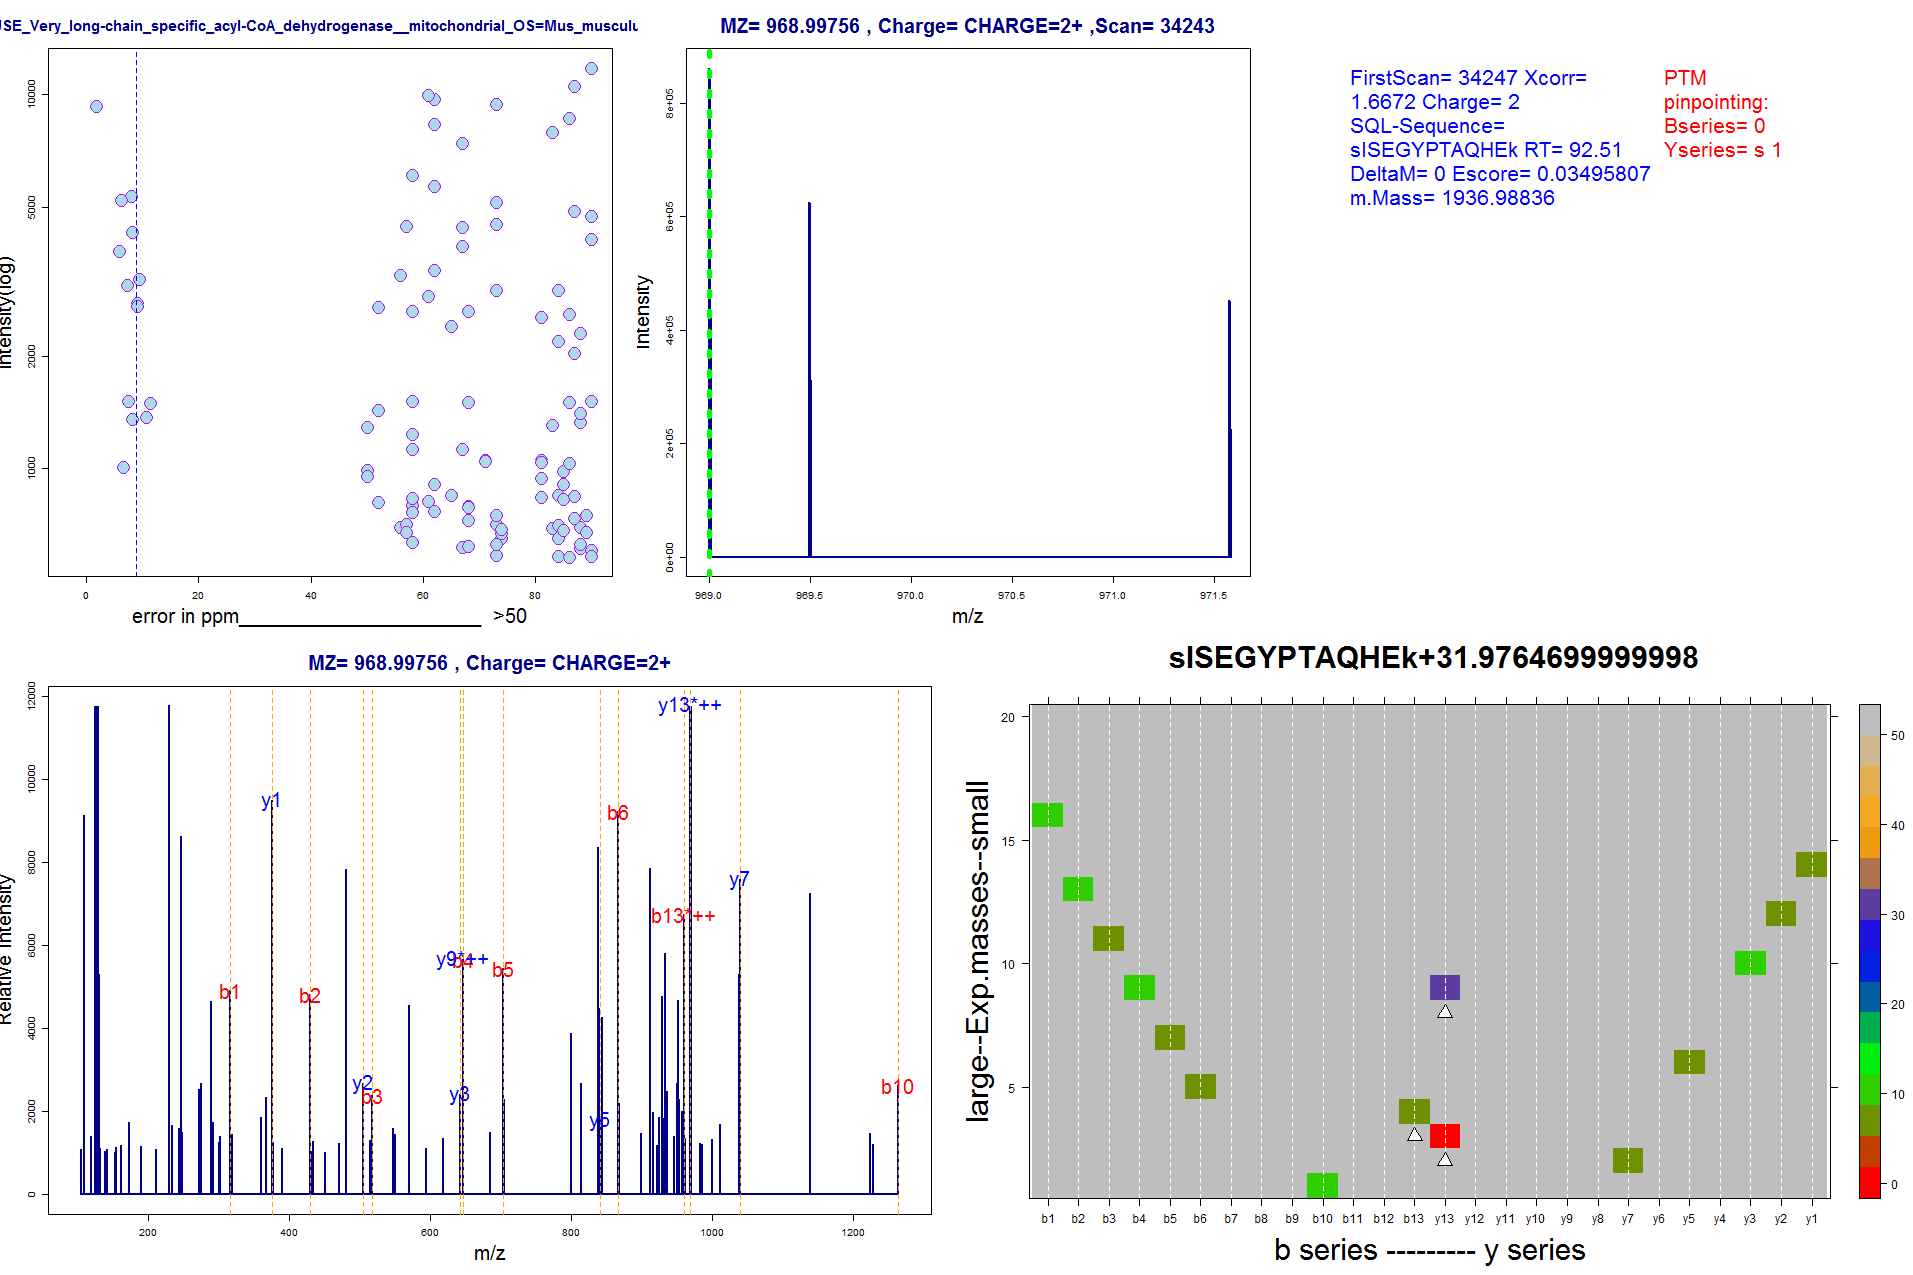 USE_Very_long-chain_specific_acyl-CoA_dehydrogenase__mitochondrial_OS=Mus_musculu
Intensity(log)
10000
5000
2000
1000
0 20 40 60 80
error in ppm______________________ >50
MZ= 968.99756 , Charge= CHARGE=2+ ,Scan= 34243
Intensity
8e+05
6e+05
4e+05
2e+05
0e+00
969.0 969.5 970.0 970.5 971.0 971.5
m/z
FirstScan= 34247 Xcorr=
1.6672 Charge= 2
SQL-Sequence=
sISEGYPTAQHEk RT= 92.51
DeltaM= 0 Escore= 0.03495807
m.Mass= 1936.98836
PTM
pinpointing:
Bseries= 0
Yseries= s 1
MZ= 968.99756 , Charge= CHARGE=2+
Relative Intensity
12000
10000
8000
6000
4000
2000
0
y13*++
y1
b6
y7
b13*++
y9*++
b4
b5
b1
b2
y2
b3
y3
y5
b10
200 400 600 800 1000 1200
m/z
sISEGYPTAQHEk+31.9764699999998
large--Exp.masses--small
20
15
10
5
b1 b2 b3 b4 b5 b6 b7 b8 b9 b10 b11 b12 b13 y13 y12 y11 y10 y9 y8 y7 y6 y5 y4 y3 y2 y1
b series --------- y series
50
40
30
20
10
0